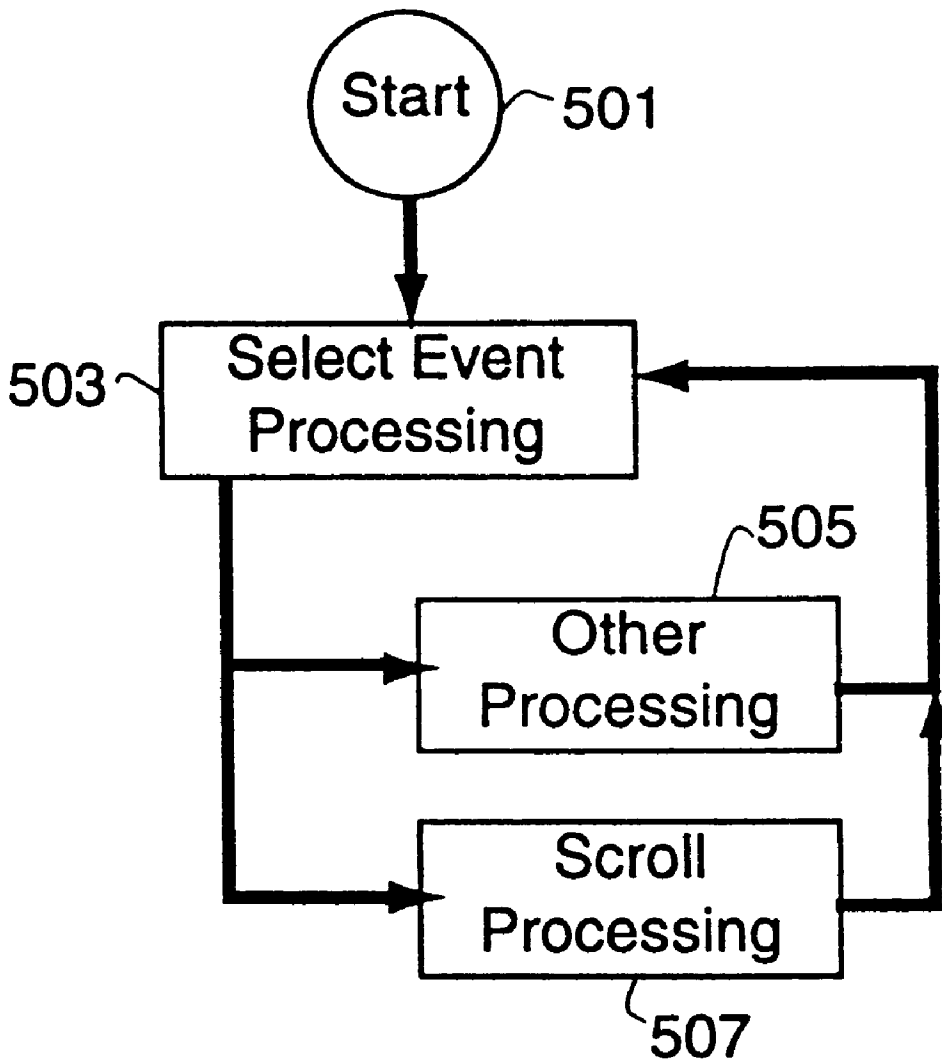 Start
501
503
Select Event
Processing
505
Other
Processing
Scroll
Processing
507